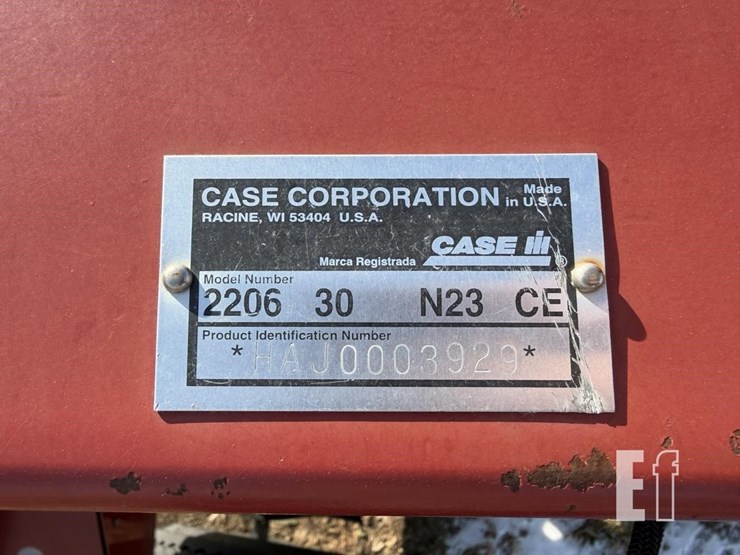 CASE CORPORATION Made in U.S.A.
RACINE, WI 53404 U.S.A.
Marca Registrada CASE IH ®
Model Number
2206 30 N23 CE
Product Identification Number
*HAJ0003929*
Ef